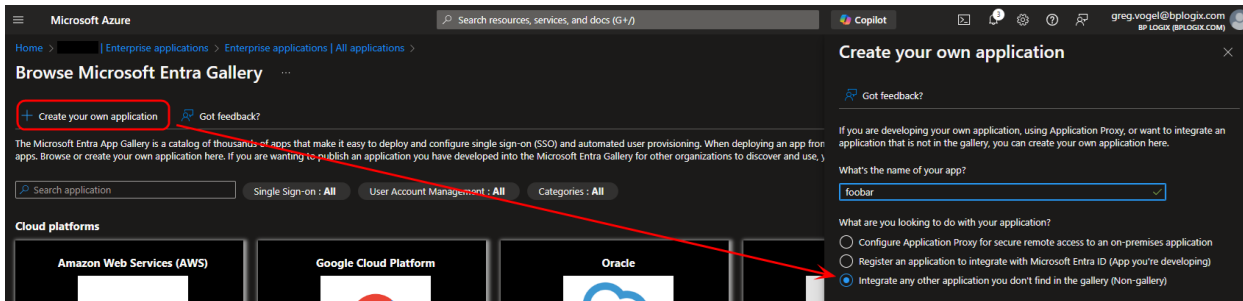 Microsoft Azure
Search resources, services, and docs (G+/)
Copilot
3
greg.vogel@bplogix.com
BP LOGIX (BPLOGIX.COM)
Home > | Enterprise applications > Enterprise applications | All applications >
Browse Microsoft Entra Gallery ...
+ Create your own application
Got feedback?
The Microsoft Entra App Gallery is a catalog of thousands of apps that make it easy to deploy and configure single sign-on (SSO) and automated user provisioning. When deploying an app from
apps. Browse or create your own application here. If you are wanting to publish an application you have developed into the Microsoft Entra Gallery for other organizations to discover and use,
Search application
Single Sign-on : All
User Account Management : All
Categories : All
Cloud platforms
Amazon Web Services (AWS)
Google Cloud Platform
Oracle
Create your own application
Got feedback?
If you are developing your own application, using Application Proxy, or want to integrate an
application that is not in the gallery, you can create your own application here.
What's the name of your app?
foobar
What are you looking to do with your application?
Configure Application Proxy for secure remote access to an on-premises application
Register an application to integrate with Microsoft Entra ID (App you're developing)
Integrate any other application you don't find in the gallery (Non-gallery)